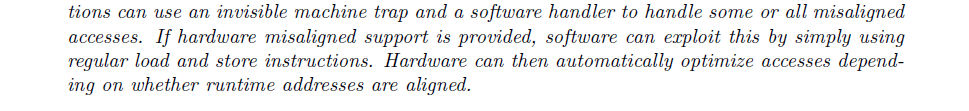 tions can use an invisible machine trap and a software handler to handle some or all misaligned
accesses. If hardware misaligned support is provided, software can exploit this by simply using
regular load and store instructions. Hardware can then automatically optimize accesses depend-
ing on whether runtime addresses are aligned.